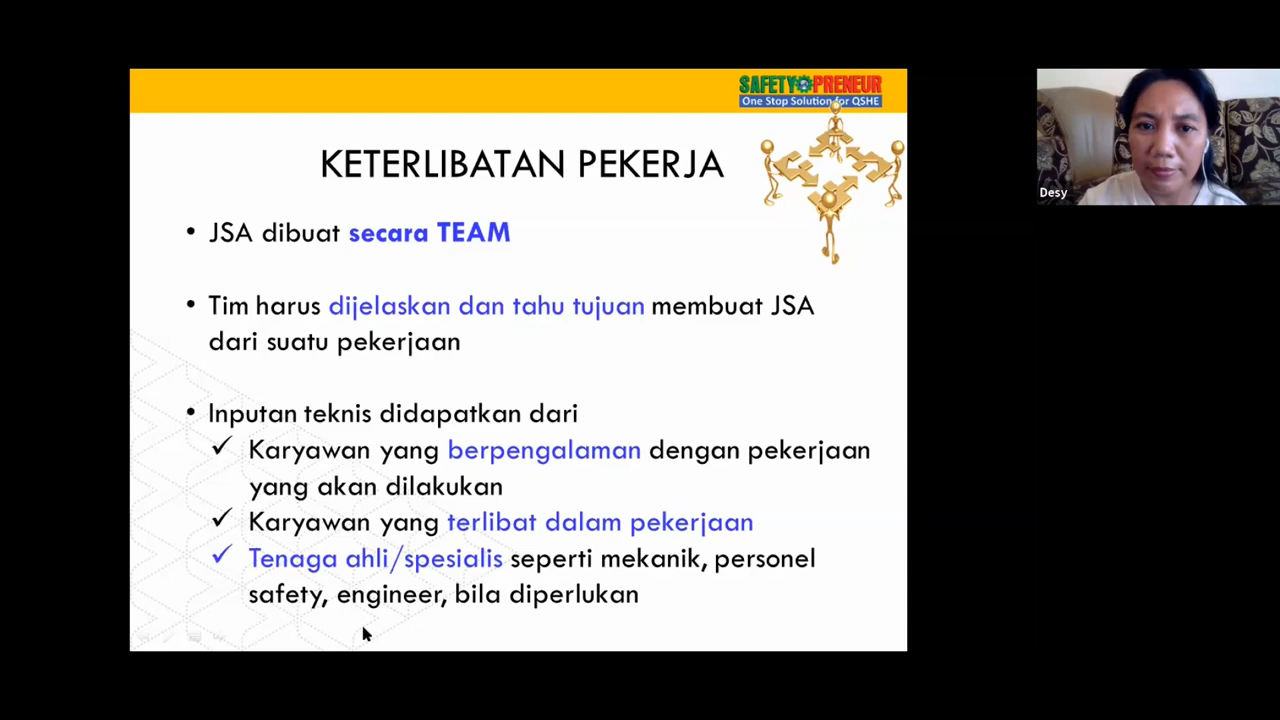 SAFETY PRENEUR
One Stop Solution for QSHE
KETERLIBATAN PEKERJA
• JSA dibuat secara TEAM
• Tim harus dijelaskan dan tahu tujuan membuat JSA
dari suatu pekerjaan
• Inputan teknis didapatkan dari
✓ Karyawan yang berpengalaman dengan pekerjaan
yang akan dilakukan
✓ Karyawan yang terlibat dalam pekerjaan
✓ Tenaga ahli/spesialis seperti mekanik, personel
safety, engineer, bila diperlukan
Desy